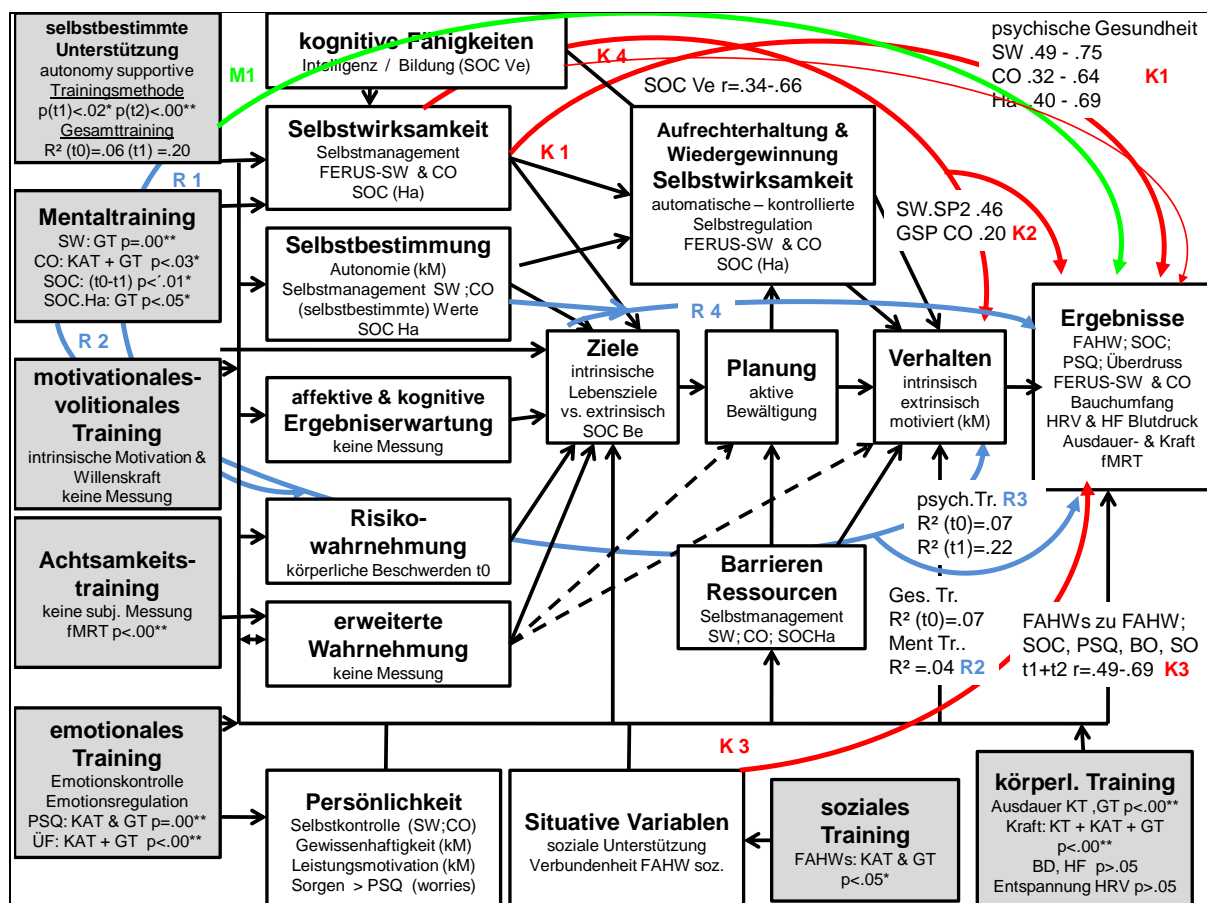 selbstbestimmte
Unterstützung
autonomy supportive
Trainingsmethode
p(t1)<.02* p(t2)<.00**
Gesamttraining
R² (t0)=.06 (t1) =.20
Mentaltraining
SW: GT p=.00**
CO: KAT + GT p<.03*
SOC: (t0-t1) p<´.01*
SOC.Ha: GT p<.05*
motivationales-
volitionales
Training
intrinsische Motivation &
Willenskraft
keine Messung
Achtsamkeits-
training
keine subj. Messung
fMRT p<.00**
emotionales
Training
Emotionskontrolle
Emotionsregulation
PSQ: KAT & GT p=.00**
ÜF: KAT + GT p<.00**
kognitive Fähigkeiten
Intelligenz / Bildung (SOC Ve)
Selbstwirksamkeit
Selbstmanagement
FERUS-SW & CO
SOC (Ha)
Selbstbestimmung
Autonomie (kM)
Selbstmanagement SW ;CO
(selbstbestimmte) Werte
SOC Ha
affektive & kognitive
Ergebniserwartung
keine Messung
Risiko-
wahrnehmung
körperliche Beschwerden t0
erweiterte
Wahrnehmung
keine Messung
Persönlichkeit
Selbstkontrolle (SW;CO)
Gewissenhaftigkeit (kM)
Leistungsmotivation (kM)
Sorgen > PSQ (worries)
M1
R 1
R 2
K 1
K 4
R 4
SOC Ve r=.34-.66
Aufrechterhaltung &
Wiedergewinnung
Selbstwirksamkeit
automatische – kontrollierte
Selbstregulation
FERUS-SW & CO
SOC (Ha)
Ziele
intrinsische
Lebensziele
vs. extrinsisch
SOC Be
Planung
aktive
Bewältigung
Verhalten
intrinsisch
extrinsisch
motiviert (kM)
Barrieren
Ressourcen
Selbstmanagement
SW; CO; SOCHa
K 3
Situative Variablen
soziale Unterstützung
Verbundenheit FAHW soz.
soziales
Training
FAHWs: KAT & GT
p<.05*
psychische Gesundheit
SW .49 - .75
CO .32 - .64 K1
Ha .40 - .69
SW.SP2 .46
GSP CO .20 K2
Ergebnisse
FAHW; SOC;
PSQ; Überdruss
FERUS-SW & CO
Bauchumfang
HRV & HF Blutdruck
Ausdauer- & Kraft
fMRT
psych.Tr. R3
R² (t0)=.07
R² (t1)=.22
Ges. Tr.
R² (t0)=.07
Ment Tr..
R² =.04 R2
FAHWs zu FAHW;
SOC, PSQ, BO, SO
t1+t2 r=.49-.69 K3
körperl. Training
Ausdauer KT ,GT p<.00**
Kraft: KT + KAT + GT
p<.00**
BD, HF p>.05
Entspannung HRV p>.05